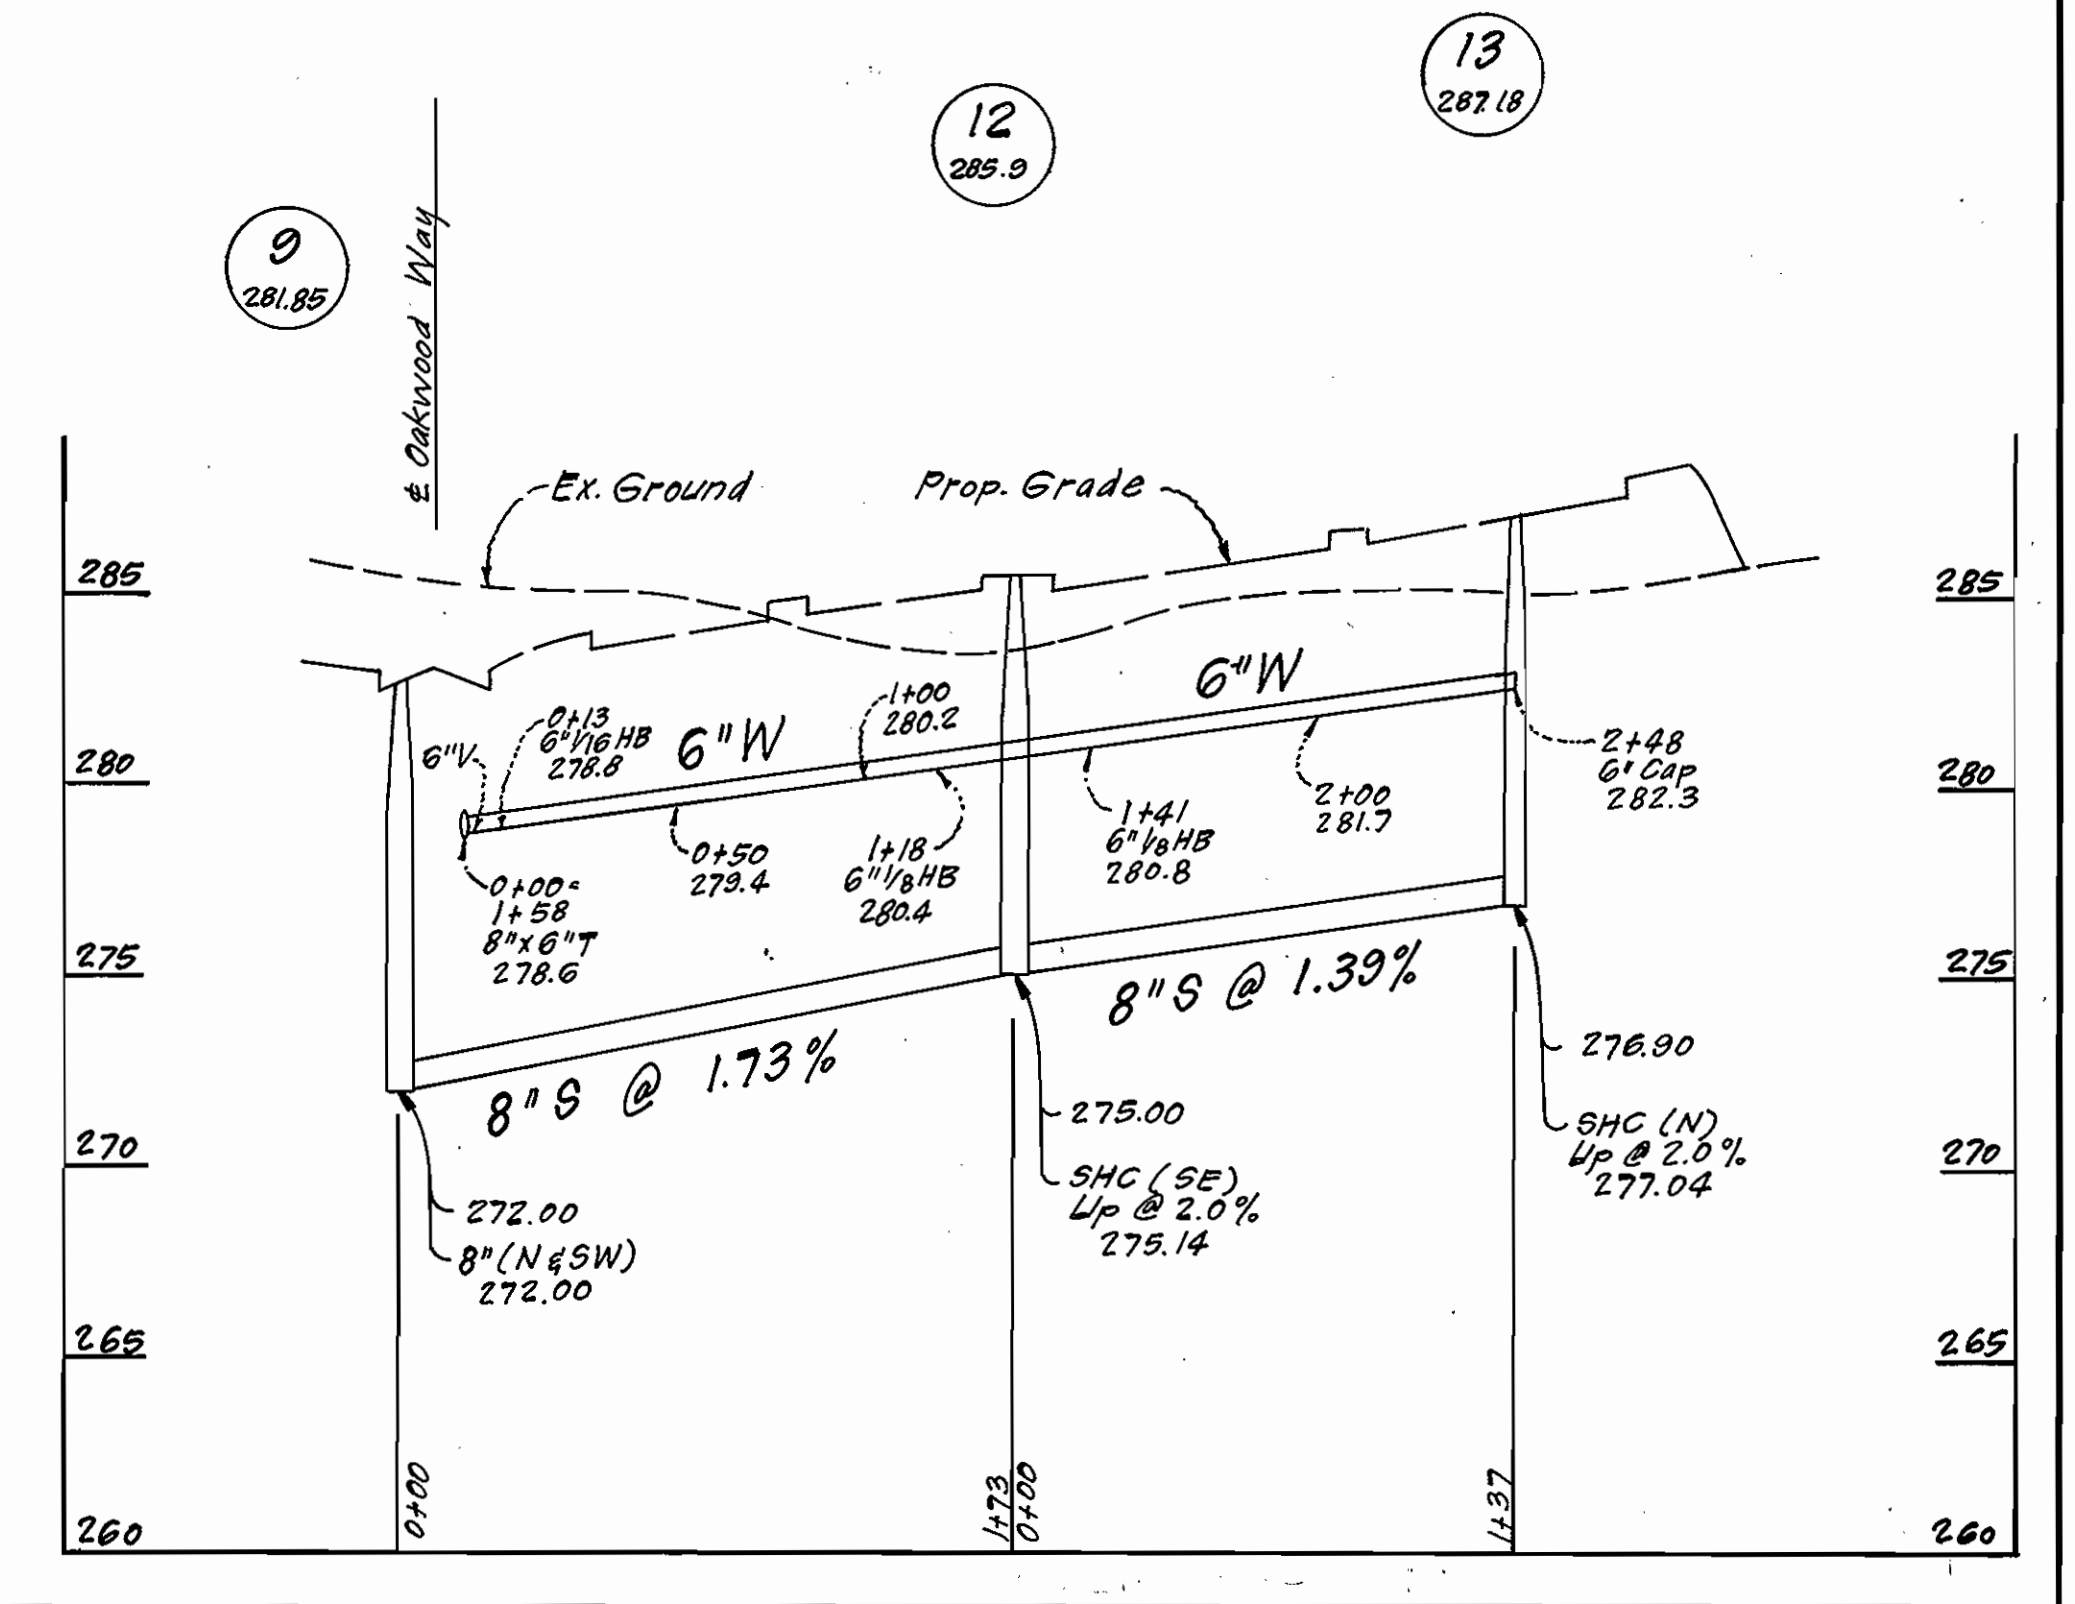 13
287.18
12
285.9
9
281.85
℄ Oakwood Way
Ex. Ground
Prop. Grade
285
285
6"W
1+00
280.2
0+13
6"1/16 HB
278.8
6"W
6"V.
2+48
6" Cap
282.3
280
280
2+00
281.7
1+41
6"1/8 HB
280.8
1+18
6"1/8 HB
280.4
0+50
279.4
0+00=
1+58
8"x6"T
278.6
275
275
8"S @ 1.39%
8"S @ 1.73%
276.90
SHC (N)
Up @ 2.0%
277.04
275.00
SHC (SE)
Up @ 2.0%
275.14
270
270
272.00
8"(N & SW)
272.00
265
265
0+00
1+73
0+00
1+37
260
260